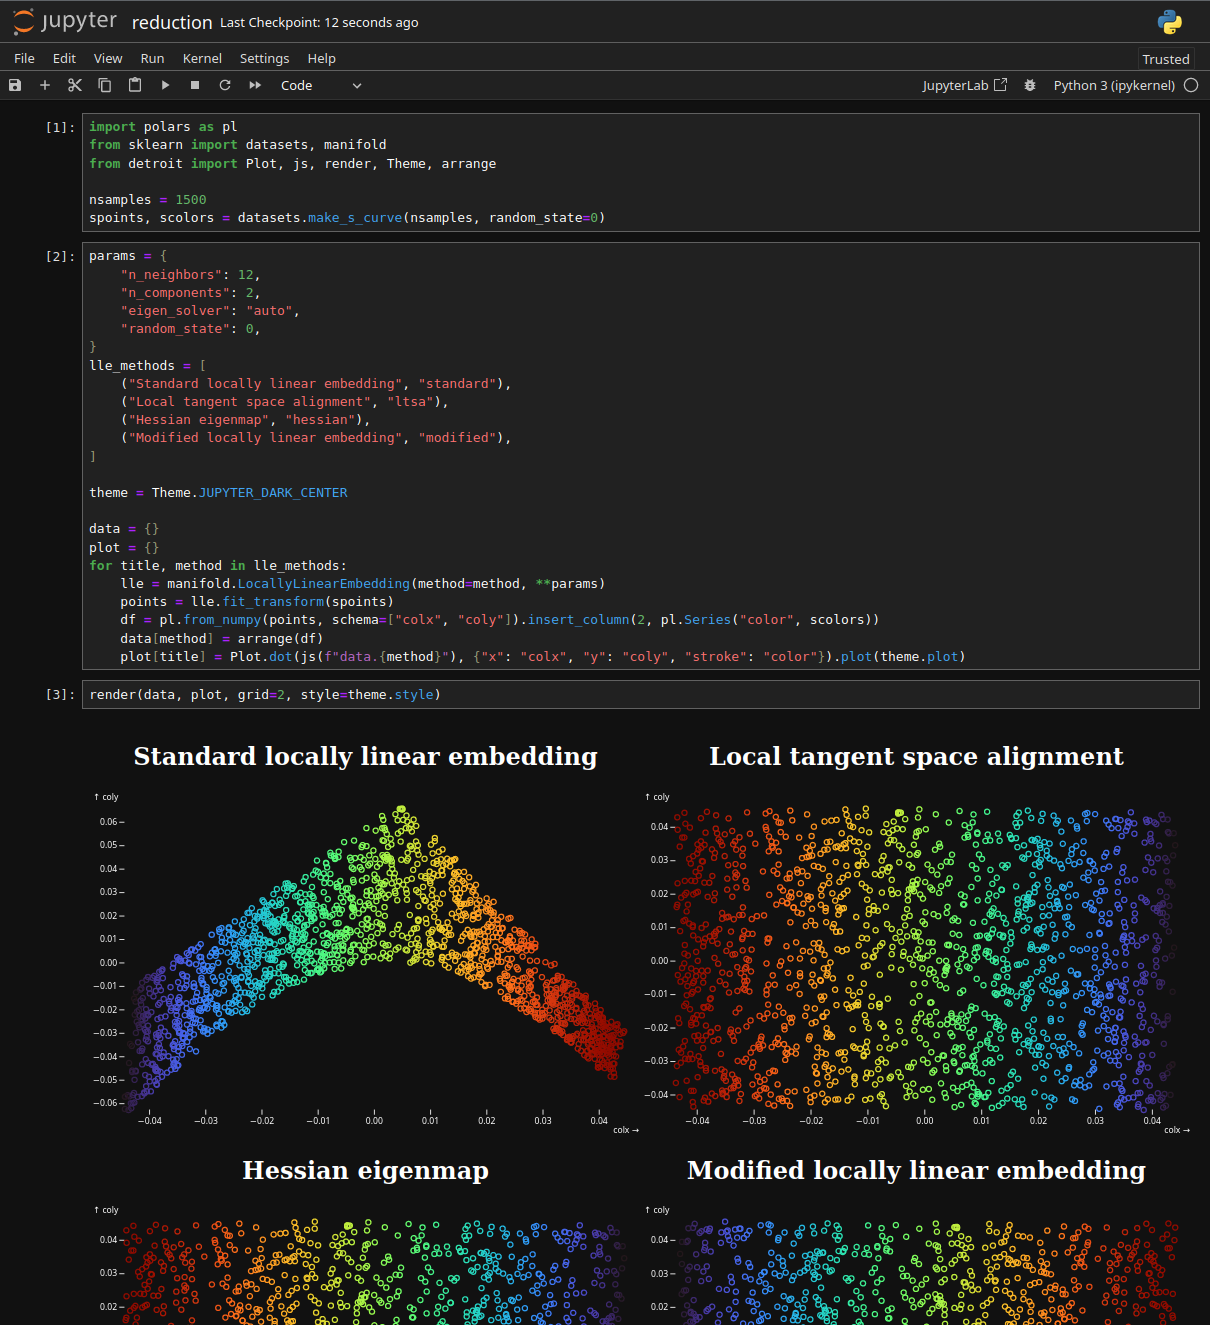 jupyter reduction Last Checkpoint: 12 seconds ago
File Edit View Run Kernel Settings Help Trusted
Code JupyterLab Python 3 (ipykernel)
[1]: import polars as pl
from sklearn import datasets, manifold
from detroit import Plot, js, render, Theme, arrange
nsamples = 1500
spoints, scolors = datasets.make_s_curve(nsamples, random_state=0)
[2]: params = {
    "n_neighbors": 12,
    "n_components": 2,
    "eigen_solver": "auto",
    "random_state": 0,
}
lle_methods = [
    ("Standard locally linear embedding", "standard"),
    ("Local tangent space alignment", "ltsa"),
    ("Hessian eigenmap", "hessian"),
    ("Modified locally linear embedding", "modified"),
]
theme = Theme.JUPYTER_DARK_CENTER
data = {}
plot = {}
for title, method in lle_methods:
    lle = manifold.LocallyLinearEmbedding(method=method, **params)
    points = lle.fit_transform(spoints)
    df = pl.from_numpy(points, schema=["colx", "coly"]).insert_column(2, pl.Series("color", scolors))
    data[method] = arrange(df)
    plot[title] = Plot.dot(js(f"data.{method}"), {"x": "colx", "y": "coly", "stroke": "color"}).plot(theme.plot)
[3]: render(data, plot, grid=2, style=theme.style)
Standard locally linear embedding
↑ coly
0.06
0.05
0.04
0.03
0.02
0.01
0.00
−0.01
−0.02
−0.03
−0.04
−0.05
−0.06
−0.04 −0.03 −0.02 −0.01 0.00 0.01 0.02 0.03 0.04
colx →
Local tangent space alignment
↑ coly
0.04
0.03
0.02
0.01
0.00
−0.01
−0.02
−0.03
−0.04
−0.04 −0.03 −0.02 −0.01 0.00 0.01 0.02 0.03 0.04
colx →
Hessian eigenmap
↑ coly
0.04
0.03
0.02
Modified locally linear embedding
↑ coly
0.04
0.03
0.02